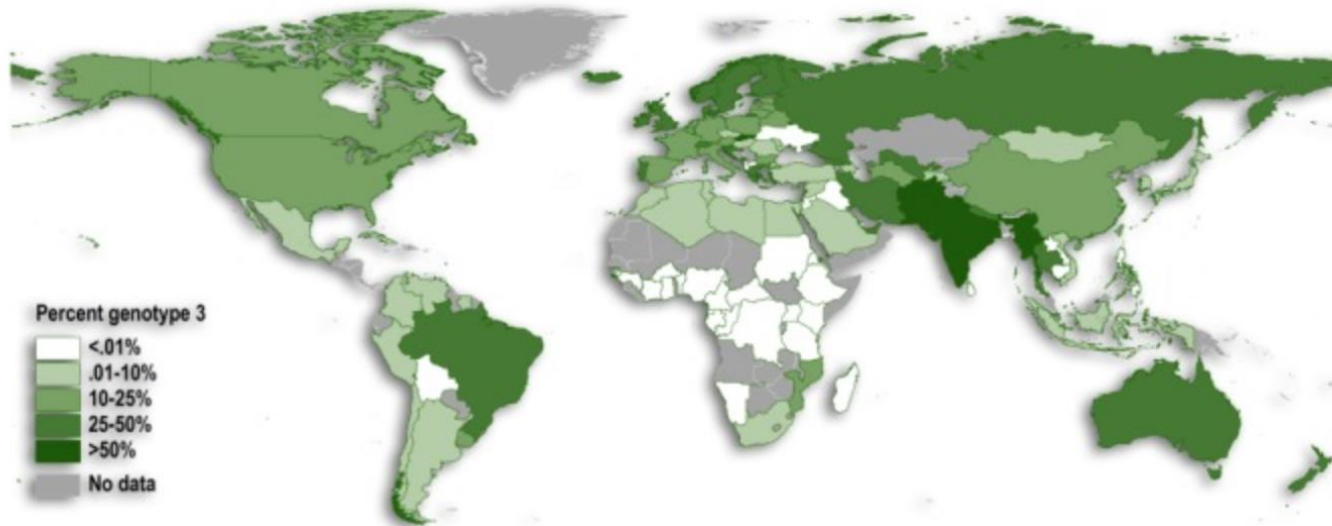 Percent genotype 3
<.01%
.01-10%
10-25%
25-50%
>50%
No data